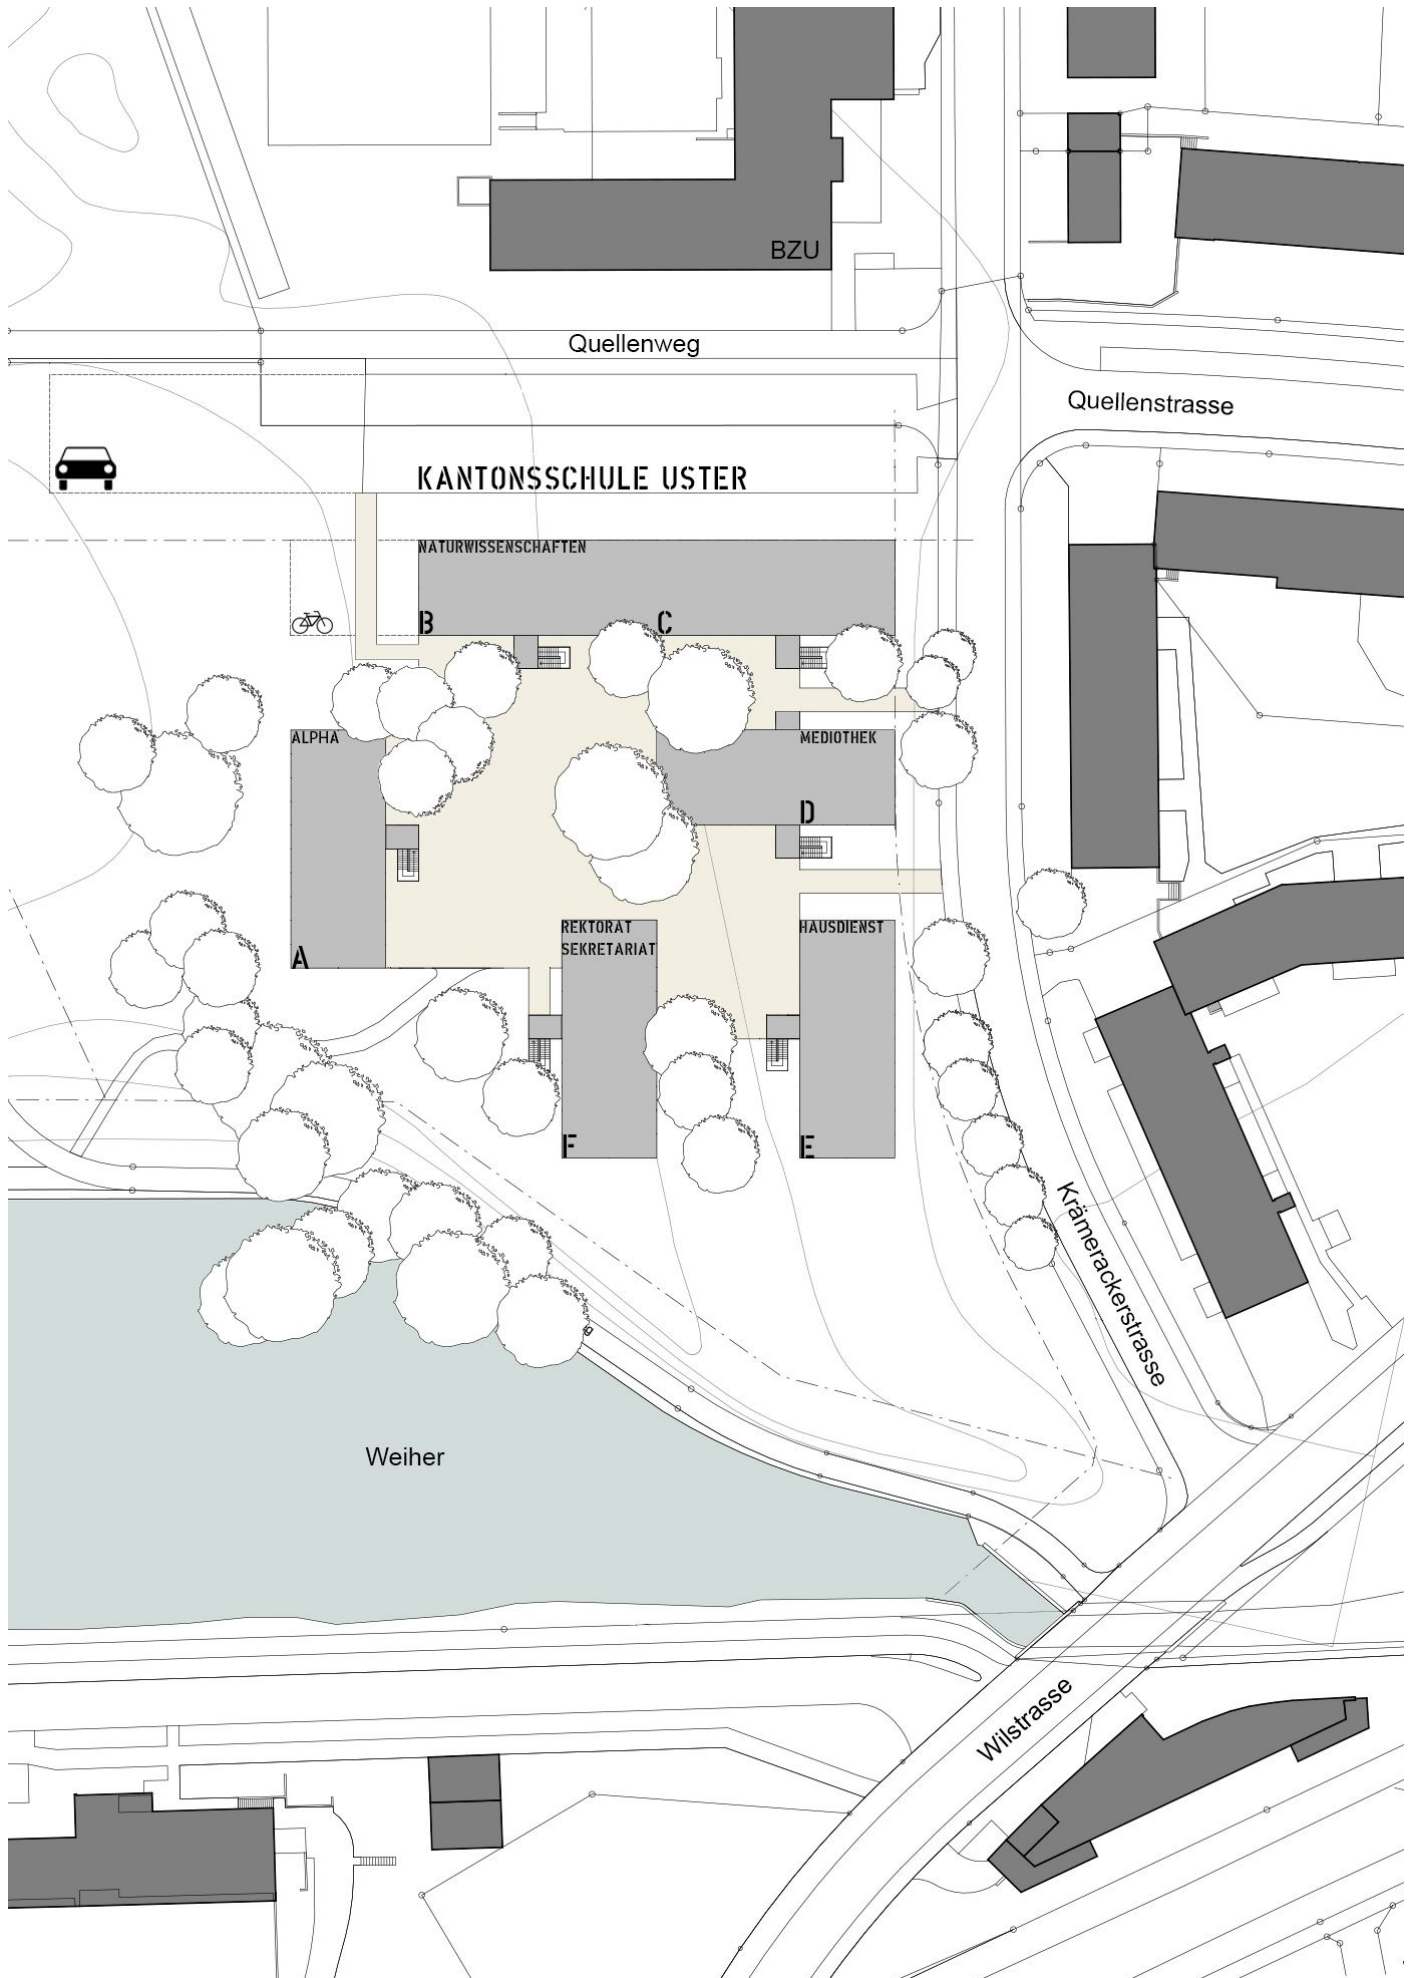 BZU
Quellenweg
Quellenstrasse
KANTONSSCHULE USTER
NATURWISSENSCHAFTEN
B
C
ALPHA
MEDIOTHEK
D
REKTORAT
SEKRETARIAT
HAUSDIENST
A
F
E
Krämerackerstrasse
g
Weiher
Wilstrasse